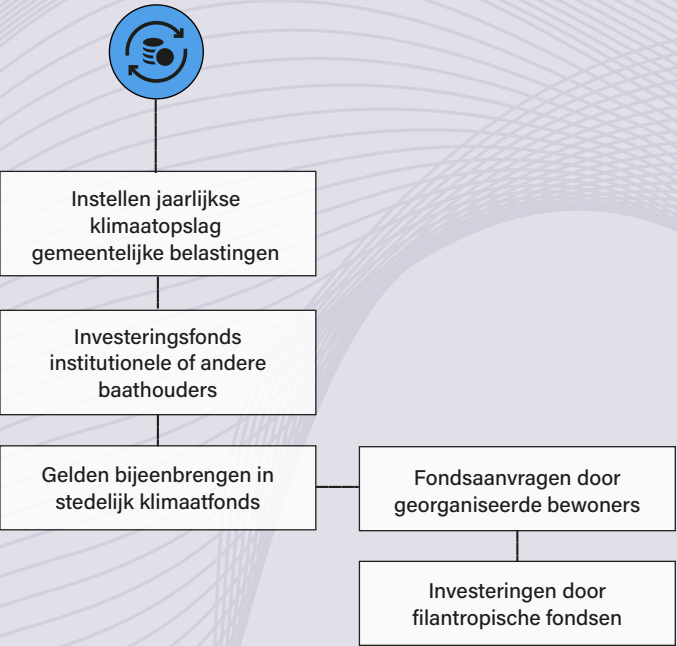 Instellen jaarlijkse
klimaatopslag
gemeentelijke belastingen
Investeringsfonds
institutionele of andere
baathouders
Gelden bijeenbrengen in
stedelijk klimaatfonds
Fondsaanvragen door
georganiseerde bewoners
Investeringen door
filantropische fondsen